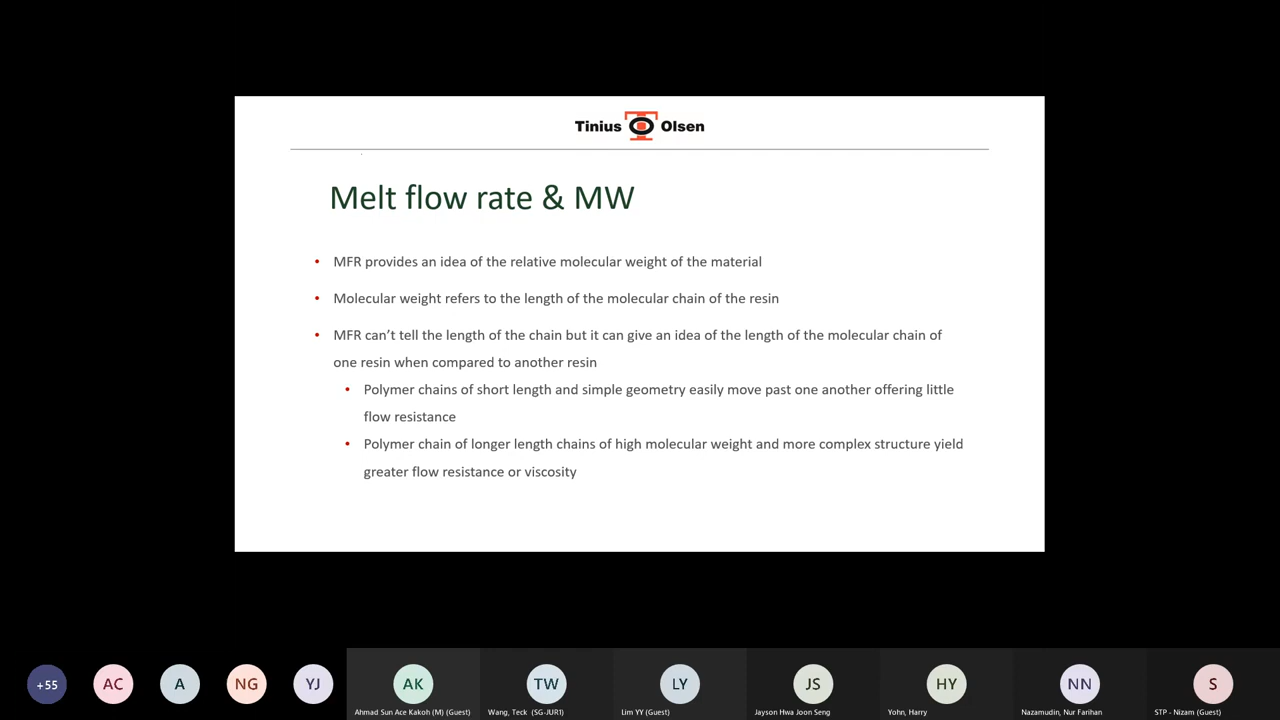 Tinius Olsen
Melt flow rate & MW
• MFR provides an idea of the relative molecular weight of the material
• Molecular weight refers to the length of the molecular chain of the resin
• MFR can't tell the length of the chain but it can give an idea of the length of the molecular chain of
one resin when compared to another resin
• Polymer chains of short length and simple geometry easily move past one another offering little
flow resistance
• Polymer chain of longer length chains of high molecular weight and more complex structure yield
greater flow resistance or viscosity
+55 AC A NG YJ AK TW LY JS HY NN S
Ahmad Sun Ace Kakoh (M) (Guest) Wang, Teck (SG-JUR1) Lim YY (Guest) Jayson Hwa Joon Seng Yohn, Harry Nazamudin, Nur Farihan STP - Nizam (Guest)